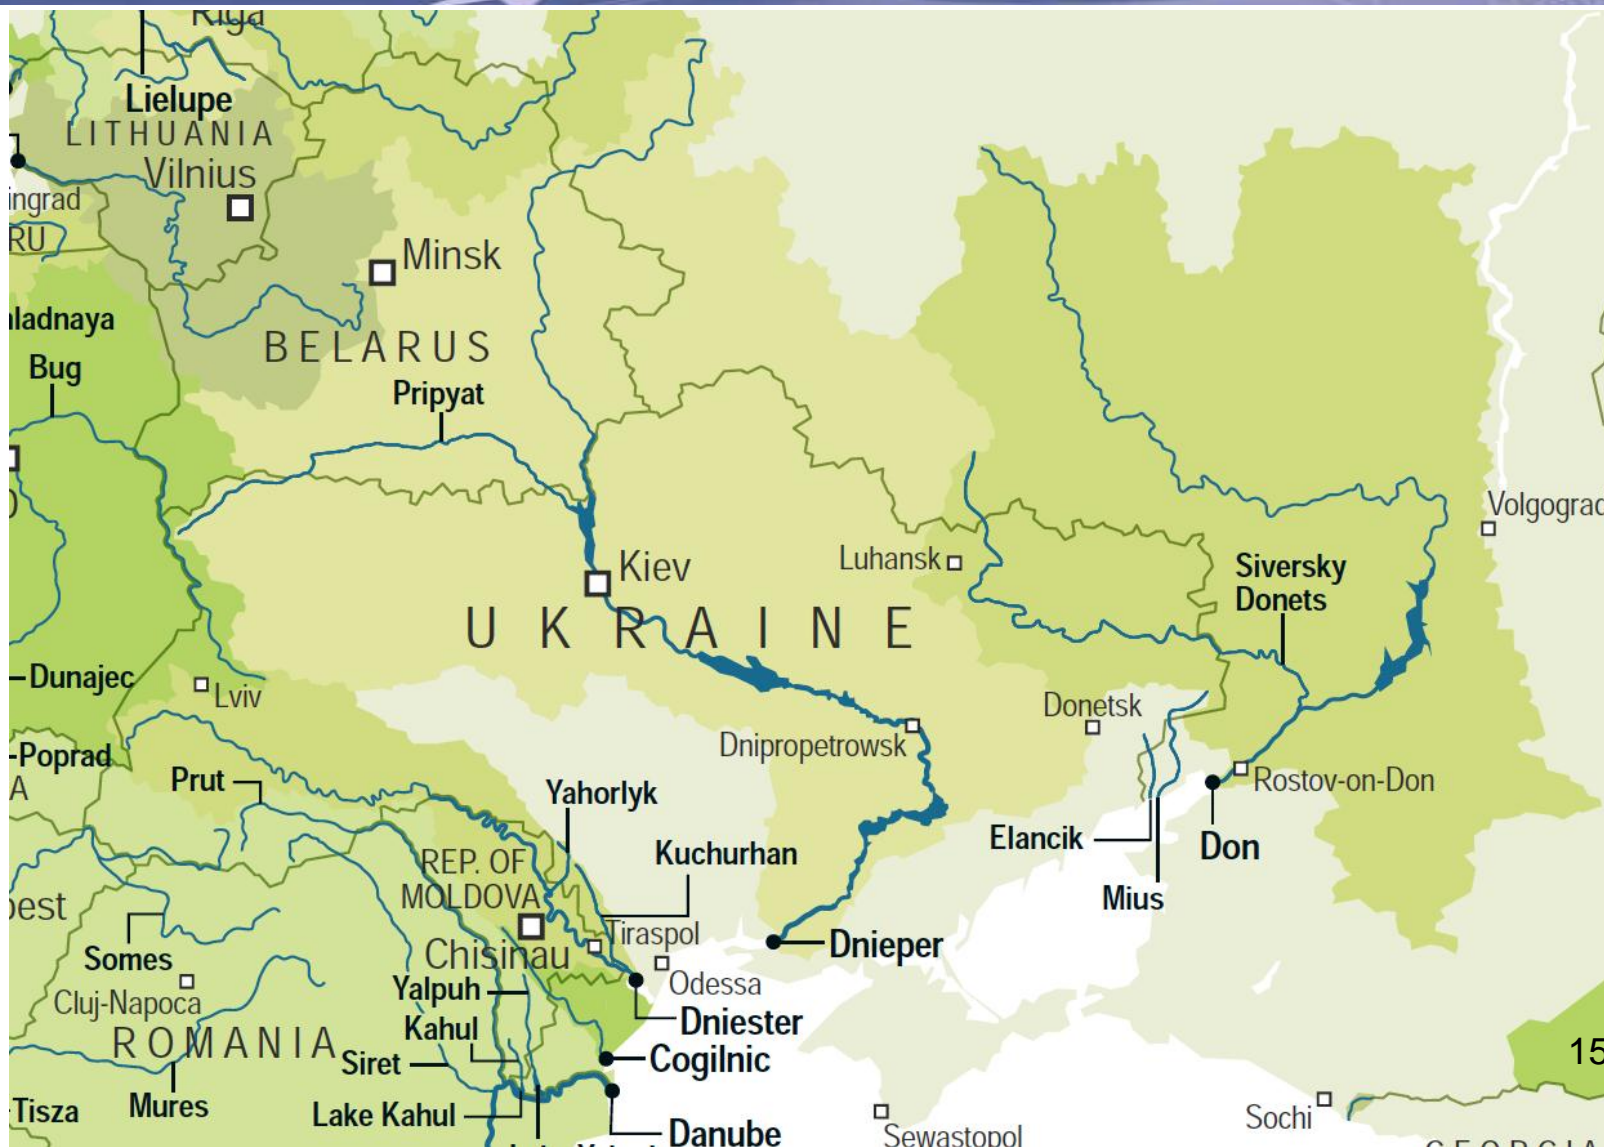 Riga
Lielupe
LITHUANIA
Vilnius
ingrad
RU
Minsk
BELARUS
aladnaya
Bug
Pripyat
Volgograd
Kiev
Luhansk
Siversky
Donets
UKRAINE
Dunajec
Lviv
Donetsk
Dnipropetrowsk
Poprad
A
Prut
Yahorlyk
Rostov-on-Don
Elancik
Don
Kuchurhan
REP. OF
MOLDOVA
Mius
est
Somes
Chisinau
Tiraspol
Dnieper
Cluj-Napoca
Yalpuh
Odessa
Kahul
Dniester
ROMANIA
Siret
Cogilnic
15
Tisza
Mures
Lake Kahul
Danube
Sewastopol
Sochi